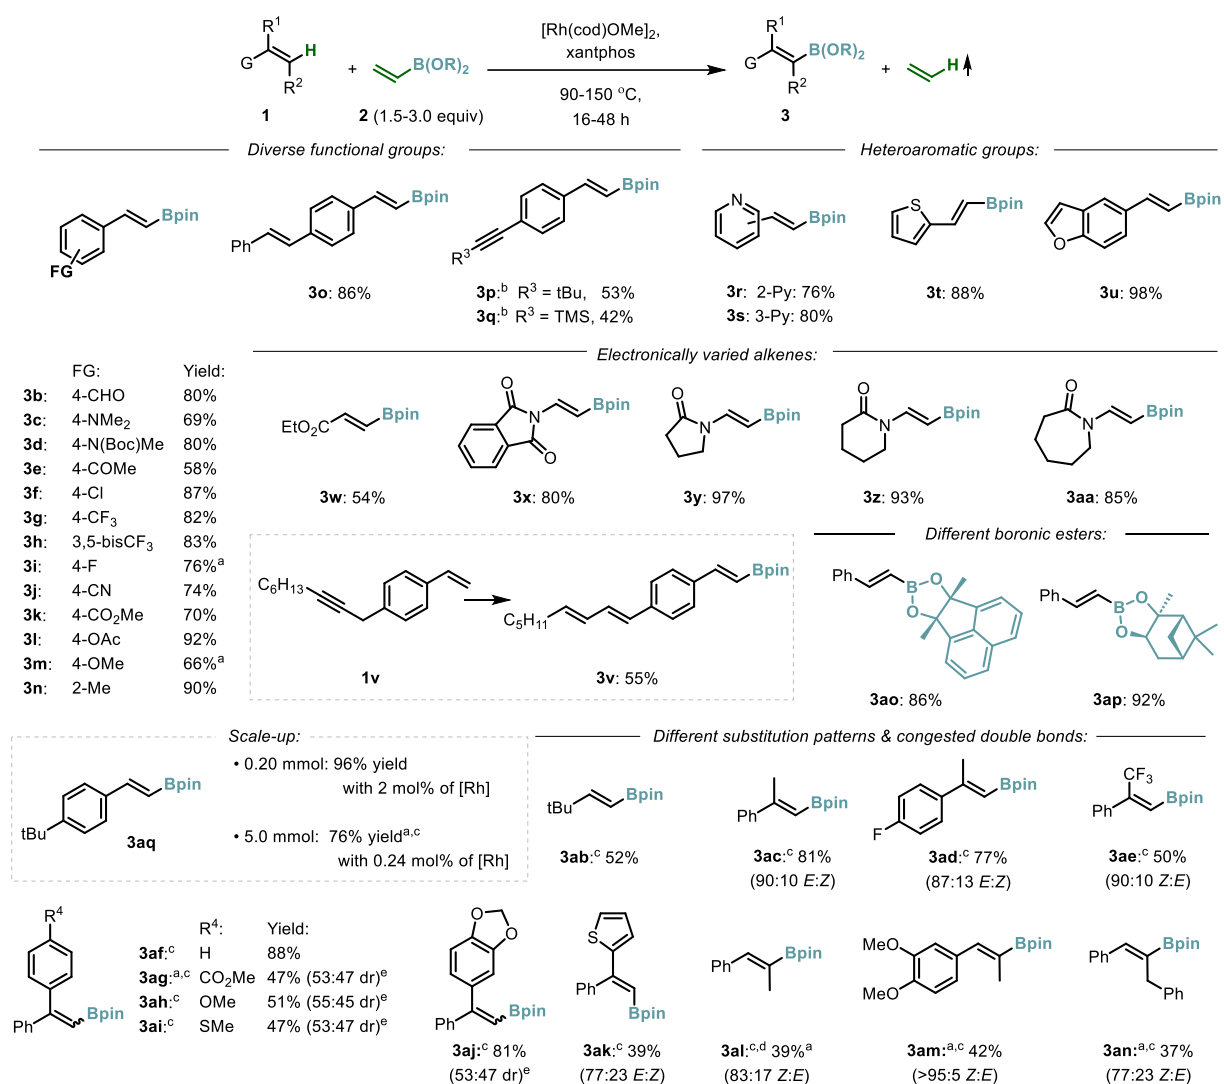 R1 H G R2
1
+
B(OR)2
2 (1.5-3.0 equiv)
[Rh(cod)OMe]2,
xantphos
90-150 oC,
16-48 h
R1 B(OR)2 G R2
3
+
H
Diverse functional groups:
Heteroaromatic groups:
Bpin
FG
Bpin
Ph
3o: 86%
Bpin
R3
3p:b R3 = tBu, 53%
3q:b R3 = TMS, 42%
N Bpin
3r: 2-Py: 76%
3s: 3-Py: 80%
S Bpin
3t: 88%
O Bpin
3u: 98%
FG: Yield:
3b: 4-CHO 80%
3c: 4-NMe2 69%
3d: 4-N(Boc)Me 80%
3e: 4-COMe 58%
3f: 4-Cl 87%
3g: 4-CF3 82%
3h: 3,5-bisCF3 83%
3i: 4-F 76%a
3j: 4-CN 74%
3k: 4-CO2Me 70%
3l: 4-OAc 92%
3m: 4-OMe 66%a
3n: 2-Me 90%
Electronically varied alkenes:
EtO2C Bpin
3w: 54%
O N O Bpin
3x: 80%
O N Bpin
3y: 97%
O N Bpin
3z: 93%
O N Bpin
3aa: 85%
C6H13
1v
C5H11 Bpin
3v: 55%
Different boronic esters:
Ph B O O
3ao: 86%
Ph B O O
3ap: 92%
Scale-up:
Bpin
tBu
3aq
• 0.20 mmol: 96% yield
with 2 mol% of [Rh]
• 5.0 mmol: 76% yielda,c
with 0.24 mol% of [Rh]
Different substitution patterns & congested double bonds:
tBu Bpin
3ab:c 52%
Ph Bpin
3ac:c 81%
(90:10 E:Z)
F Bpin
3ad:c 77%
(87:13 E:Z)
CF3 Ph Bpin
3ae:c 50%
(90:10 Z:E)
R4
Ph Bpin
R4: Yield:
3af:c H 88%
3ag:a,c CO2Me 47% (53:47 dr)e
3ah:c OMe 51% (55:45 dr)e
3ai:c SMe 47% (53:47 dr)e
O O Ph Bpin
3aj:c 81%
(53:47 dr)e
S Ph Bpin
3ak:c 39%
(77:23 E:Z)
Ph Bpin
3al:c,d 39%a
(83:17 Z:E)
MeO MeO Bpin
3am:a,c 42%
(>95:5 Z:E)
Ph Bpin Ph
3an:a,c 37%
(77:23 Z:E)